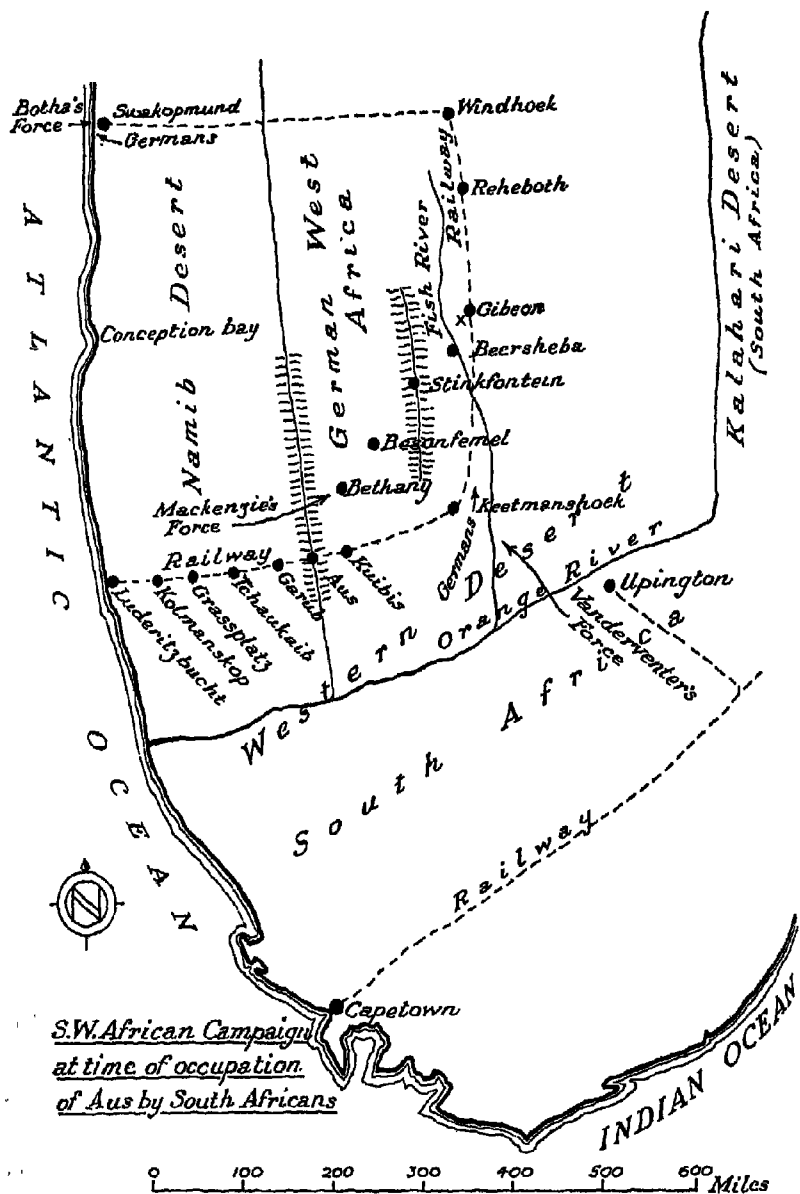 Botha's
Force
Swakopmund
Germans
Windhoek
Railway
Reheboth
Fish River
Gibeon
x
Beersheba
Stinkfontein
Besonfemel
Bethany
Mackenzie's
Force
Keetmanshoek
Germans
Conception bay
Namib Desert
German West
Africa
Kalahari Desert
(South Africa)
ATLANTIC
OCEAN
Railway
Luderitzbucht
Kolmanskop
Grassplatz
Tchaukaib
Garub
Aus
Kuibis
Western Desert
Orange River
Upington
Vanderventer's
Force
South Africa
Railway
N
Capetown
S.W. African Campaign
at time of occupation
of Aus by South Africans
INDIAN OCEAN
0 100 200 300 400 500 600 Miles